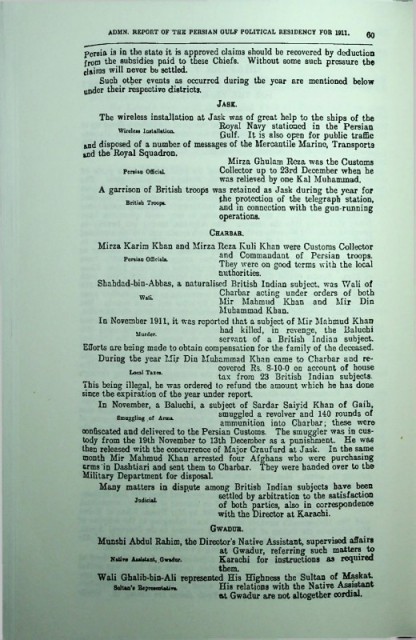 ADMN. REPORT OF THE PERSIAN GULF POLITICAL RESIDENCY FOR 1911. 60
Persia is in the state it is approved claims should be recovered by deduction
from the subsidies paid to these Chiefs. Without some such pressure the
claims will never be settled.
Such other events as occurred during the year are mentioned below
under their respective districts.
JASK.
The wireless installation at Jask was of great help to the ships of the
Wireless Installation.
Royal Navy stationed in the Persian
Gulf. It is also open for public traffic
and disposed of a number of messages of the Mercantile Marine, Transports
and the Royal Squadron.
Persian Official.
Mirza Ghulam Reza was the Customs
Collector up to 23rd December when he
was relieved by one Kal Muhammad.
A garrison of British troops was retained as Jask during the year for
British Troops.
the protection of the telegraph station,
and in connection with the gun-running
operations.
CHARBAR.
Mirza Karim Khan and Mirza Reza Kuli Khan were Customs Collector
Persian Officials.
and Commandant of Persian troops.
They were on good terms with the local
authorities.
Shahdad-bin-Abbas, a naturalised British Indian subject, was Wali of
Wali.
Charbar acting under orders of both
Mir Mahmud Khan and Mir Din
Muhammad Khan.
In November 1911, it was reported that a subject of Mir Mahmud Khan
Murder.
had killed, in revenge, the Baluchi
servant of a British Indian subject.
Efforts are being made to obtain compensation for the family of the deceased.
During the year Mir Din Muhammad Khan came to Charbar and re-
Local Taxes.
covered Rs. 8-10-0 on account of house
tax from 23 British Indian subjects.
This being illegal, he was ordered to refund the amount which he has done
since the expiration of the year under report.
In November, a Baluchi, a subject of Sardar Saiyid Khan of Gaih,
Smuggling of Arms.
smuggled a revolver and 140 rounds of
ammunition into Charbar; these were
confiscated and delivered to the Persian Customs. The smuggler was in cus-
tody from the 19th November to 13th December as a punishment. He was
then released with the concurrence of Major Craufurd at Jask. In the same
month Mir Mahmud Khan arrested four Afghans who were purchasing
arms in Dashtiari and sent them to Charbar. They were handed over to the
Military Department for disposal.
Many matters in dispute among British Indian subjects have been
Judicial.
settled by arbitration to the satisfaction
of both parties, also in correspondence
with the Director at Karachi.
GWADUR.
Munshi Abdul Rahim, the Director's Native Assistant, supervised affairs
Native Assistant, Gwadur.
at Gwadur, referring such matters to
Karachi for instructions as required
them.
Wali Ghalib-bin-Ali represented His Highness the Sultan of Maskat.
Sultan's Representative.
His relations with the Native Assistant
at Gwadur are not altogether cordial.